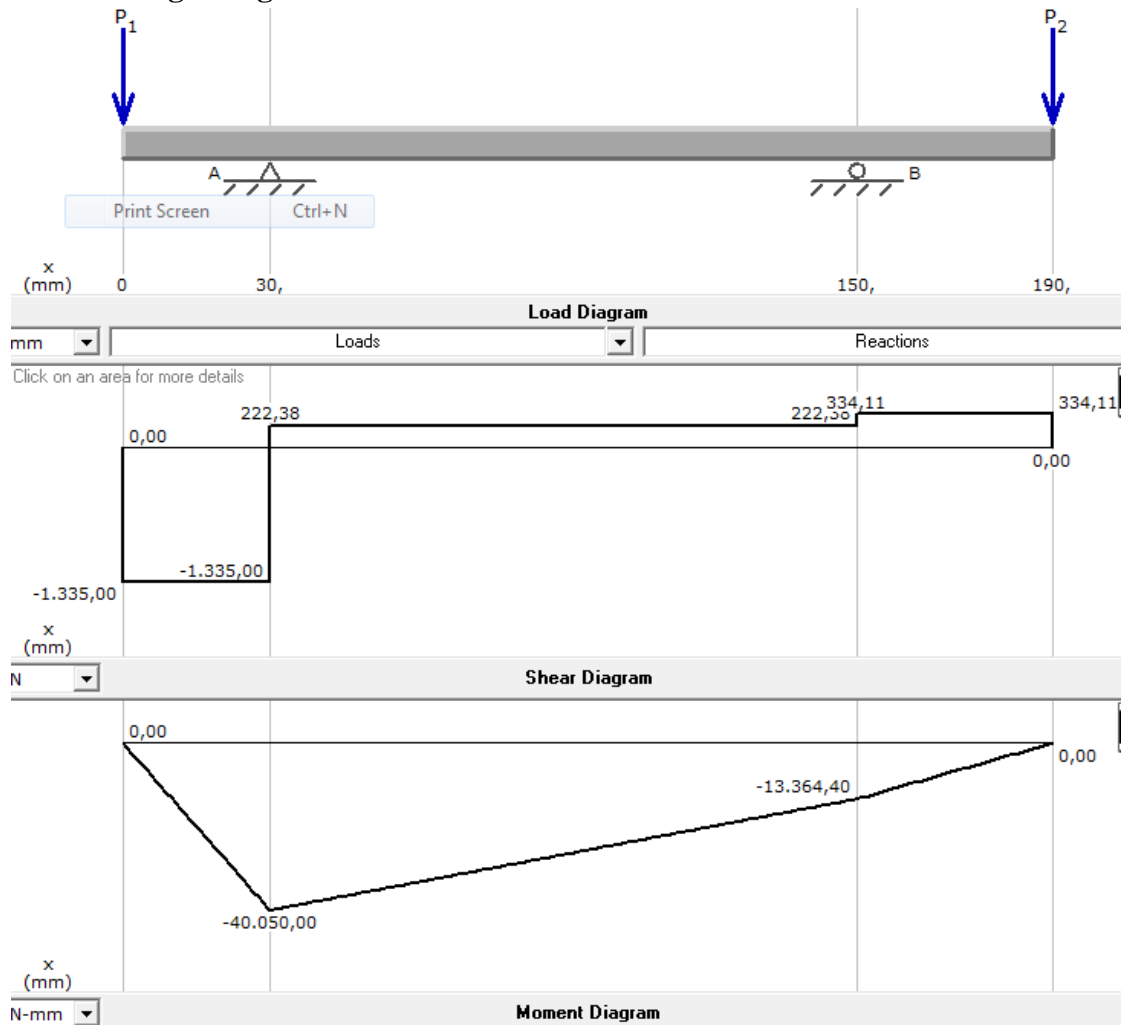 P1 P2
A B
Print Screen Ctrl+N
x
(mm) 0 30, 150, 190,
Load Diagram
mm Loads Reactions
Click on an area for more details
222,38 222,38 334,11 334,11
0,00 0,00
-1.335,00 -1.335,00
x
(mm)
N Shear Diagram
0,00 0,00
-13.364,40
-40.050,00
x
(mm)
N-mm Moment Diagram